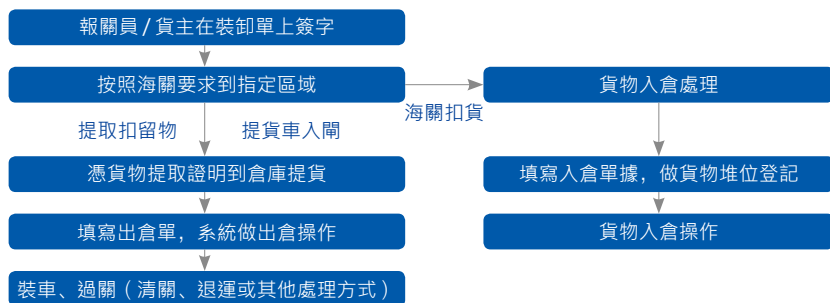 報關員/貨主在裝卸單上簽字
按照海關要求到指定區域
貨物入倉處理
海關扣貨
提取扣留物
提貨車入閘
憑貨物提取證明到倉庫提貨
填寫入倉單據，做貨物堆位登記
填寫出倉單，系統做出倉操作
貨物入倉操作
裝車、過關（清關、退運或其他處理方式）